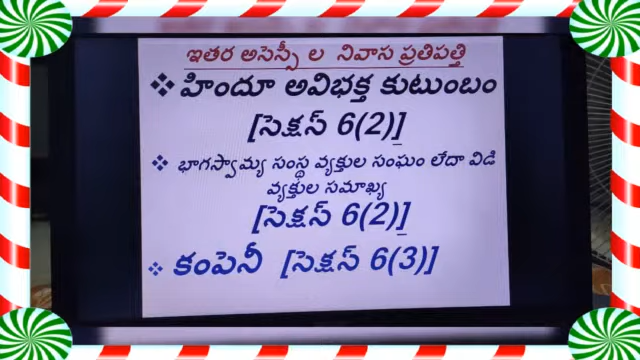 ఇతర అసెస్సీ ల నివాస ప్రతిపత్తి
❖ హిందూ అవిభక్త కుటుంబం
[సెక్షన్ 6(2)]
❖ భాగస్వామ్య సంస్థ వ్యక్తుల సంఘం లేదా విడి
వ్యక్తుల సమాఖ్య
[సెక్షన్ 6(2)]
❖ కంపెనీ [సెక్షన్ 6(3)]